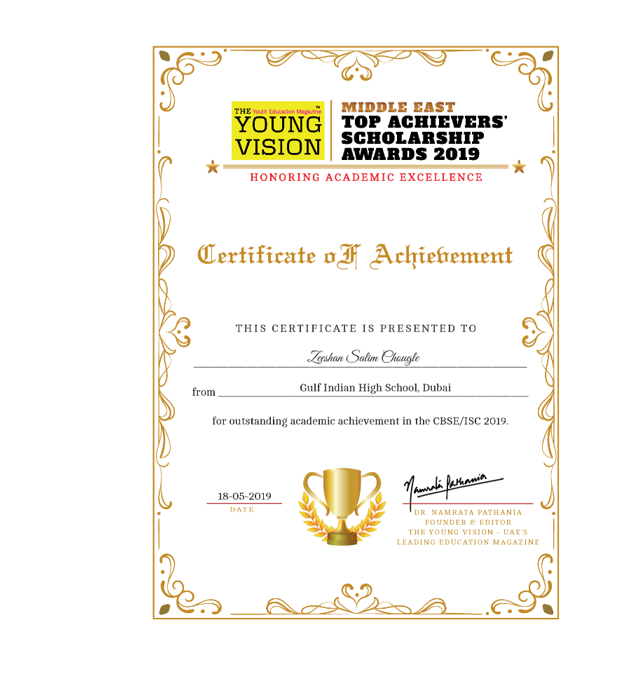 THE Youth Education Magazine ™
YOUNG
VISION
MIDDLE EAST
TOP ACHIEVERS'
SCHOLARSHIP
AWARDS 2019
HONORING ACADEMIC EXCELLENCE
Certificate oF Achievement
THIS CERTIFICATE IS PRESENTED TO
Zeeshan Salim Chougle
from Gulf Indian High School, Dubai
for outstanding academic achievement in the CBSE/ISC 2019.
18-05-2019
DATE
Namrata Pathania
DR. NAMRATA PATHANIA
FOUNDER & EDITOR
THE YOUNG VISION - UAE'S
LEADING EDUCATION MAGAZINE